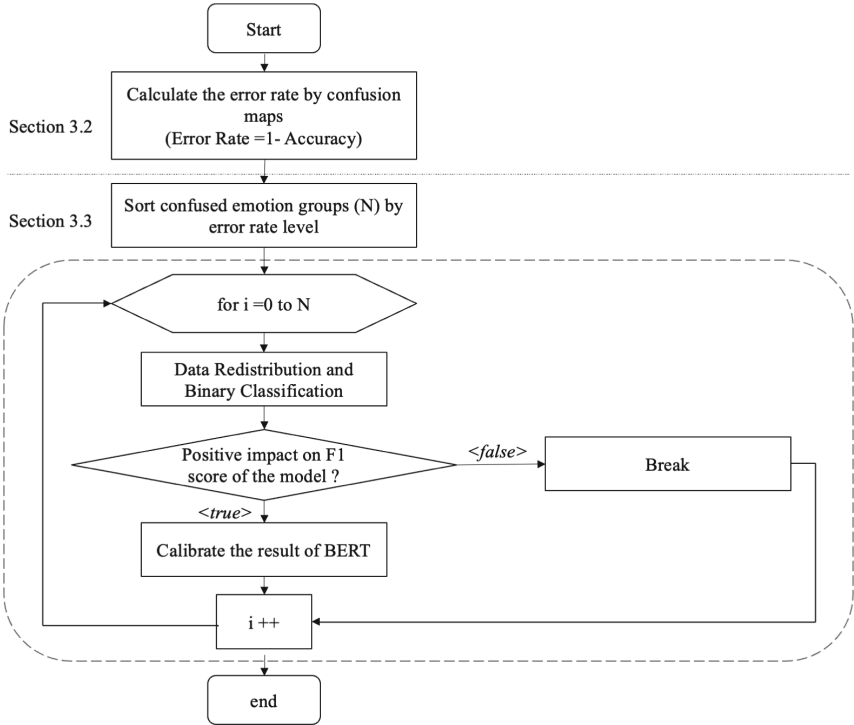 Start
Calculate the error rate by confusion
maps
(Error Rate =1- Accuracy)
Section 3.2
Sort confused emotion groups (N) by
error rate level
Section 3.3
for i =0 to N
Data Redistribution and
Binary Classification
Positive impact on F1
score of the model ?
<false>
Break
<true>
Calibrate the result of BERT
i ++
end